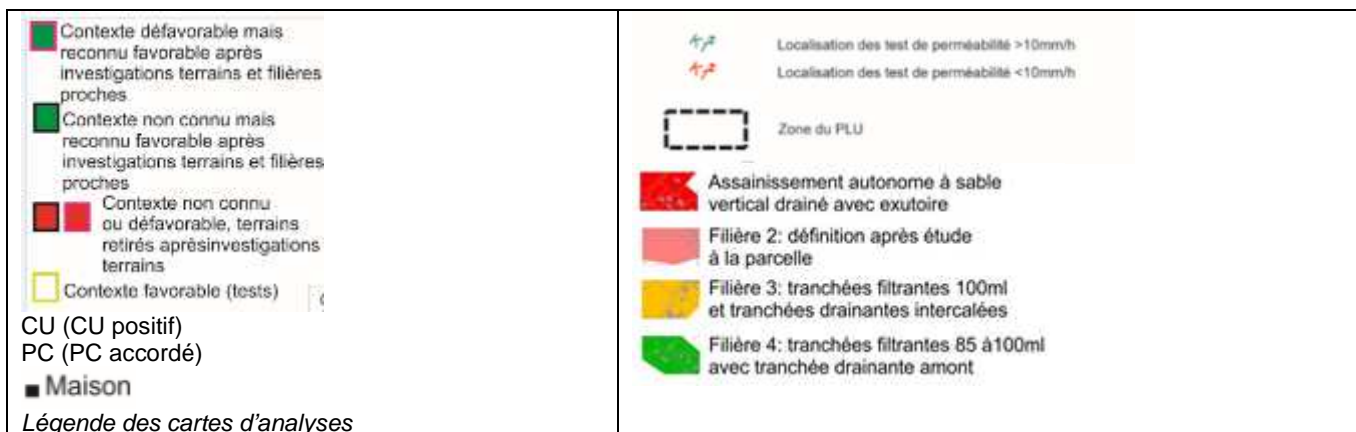 Contexte défavorable mais
reconnu favorable après
investigations terrains et filières
proches
Contexte non connu mais
reconnu favorable après
investigations terrains et filières
proches
Contexte non connu
ou défavorable, terrains
retirés aprèsinvestigations
terrains
Contexte favorable (tests)
CU (CU positif)
PC (PC accordé)
Maison
Légende des cartes d'analyses
Localisation des test de perméabilité >10mm/h
Localisation des test de perméabilité <10mm/h
Zone du PLU
Assainissement autonome à sable
vertical drainé avec exutoire
Filière 2: définition après étude
à la parcelle
Filière 3: tranchées filtrantes 100ml
et tranchées drainantes intercalées
Filière 4: tranchées filtrantes 85 à100ml
avec tranchée drainante amont